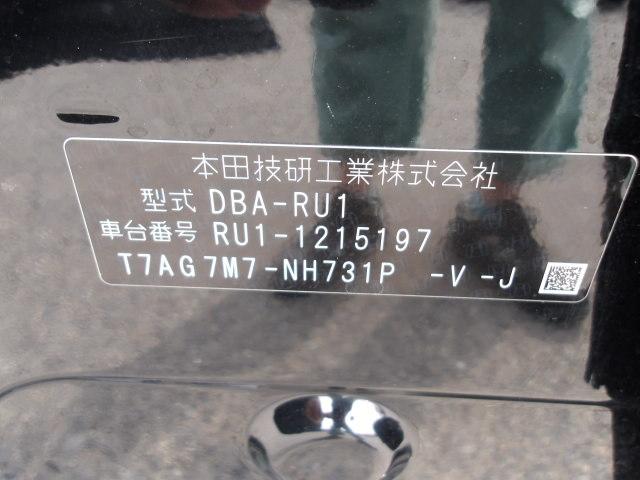 本田技研工業株式会社
型式 DBA-RU1
車台番号 RU1-1215197
T7AG7M7-NH731P -V-J